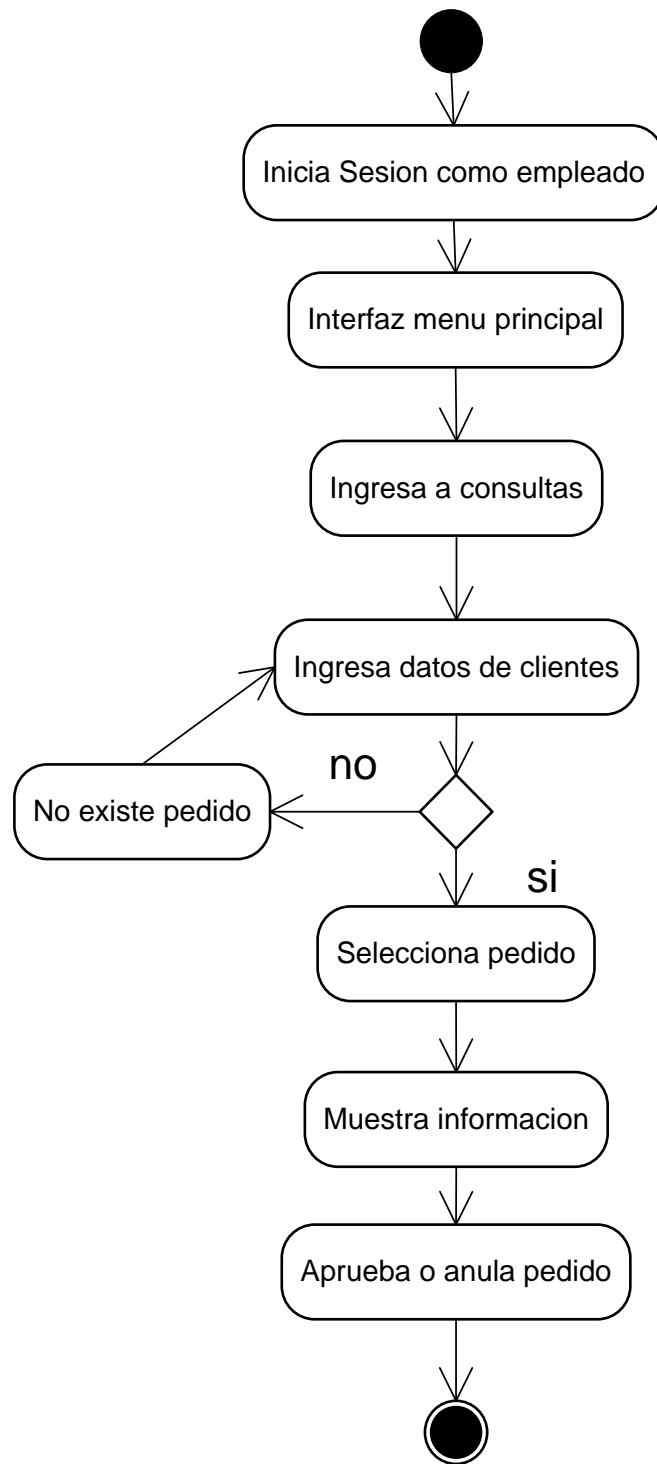 Inicia Sesion como empleado
Interfaz menu principal
Ingresa a consultas
Ingresa datos de clientes
no
No existe pedido
si
Selecciona pedido
Muestra informacion
Aprueba o anula pedido